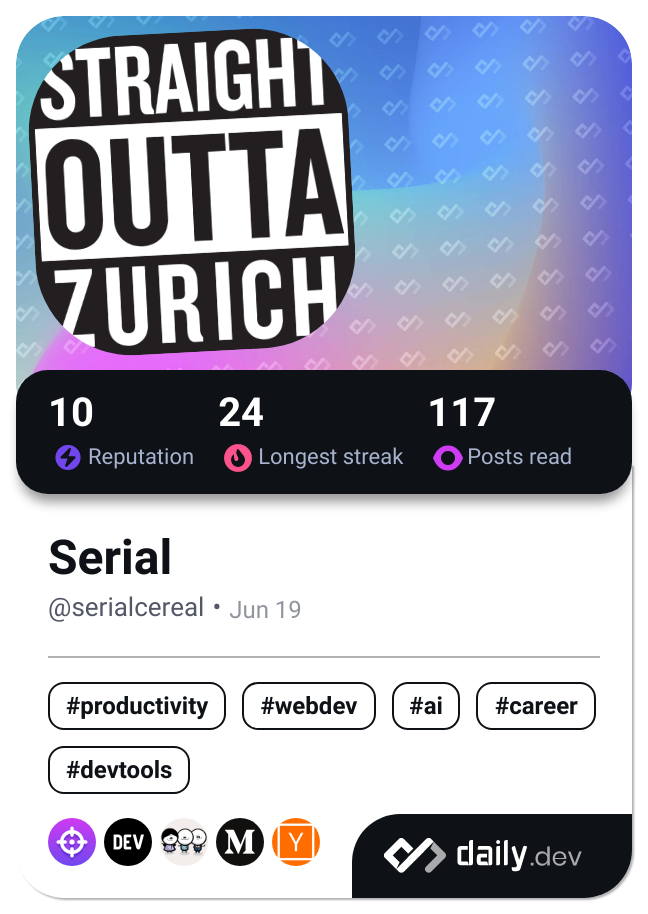 STRAIGHT
OUTTA
ZURICH
10 24 117
Reputation Longest streak Posts read
Serial
@serialcereal • Jun 19
#productivity #webdev #ai #career
#devtools
DEV M Y
daily.dev